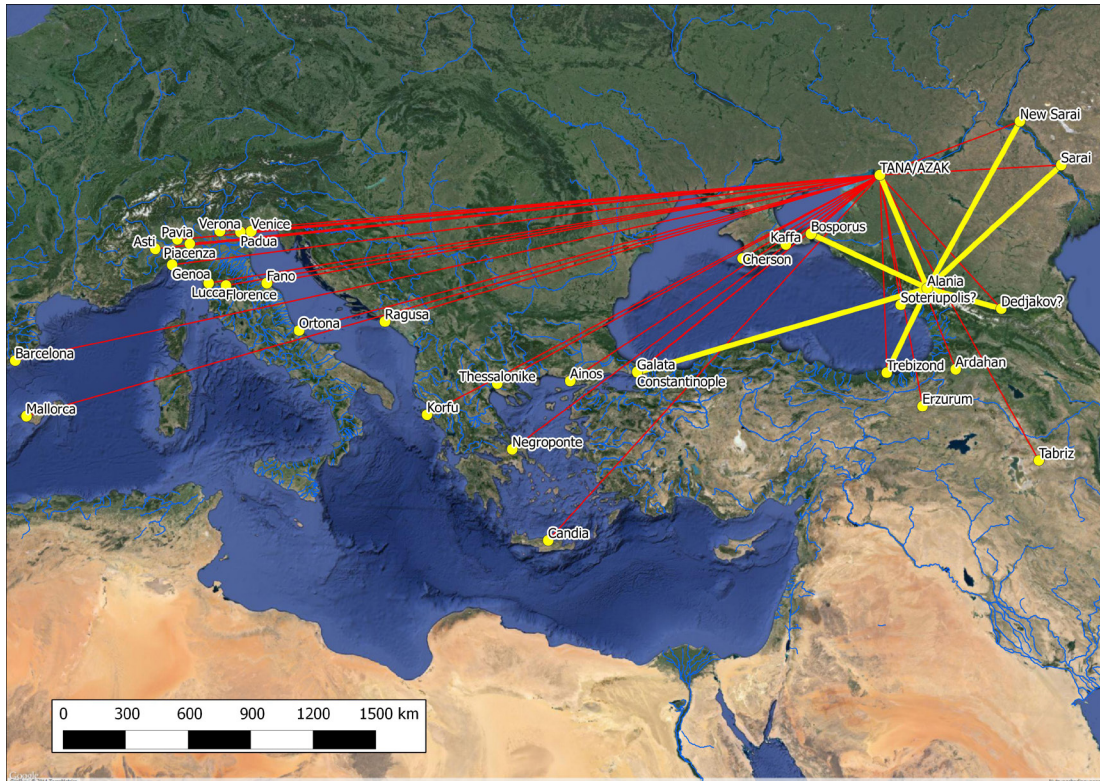 New Sarai
Sarai
TANA/AZAK
Verona
Venice
Pavia
Padua
Asti
Piacenza
Bosporus
Kaffa
Cherson
Genoa
Fano
Lucca
Florence
Alania
Soteriupolis?
Dedjakov?
Ortona
Ragusa
Barcelona
Galata
Constantinople
Thessalonike
Ainos
Trebizond
Ardahan
Mallorca
Korfu
Erzurum
Negroponte
Tabriz
Candia
0 300 600 900 1200 1500 km
Google